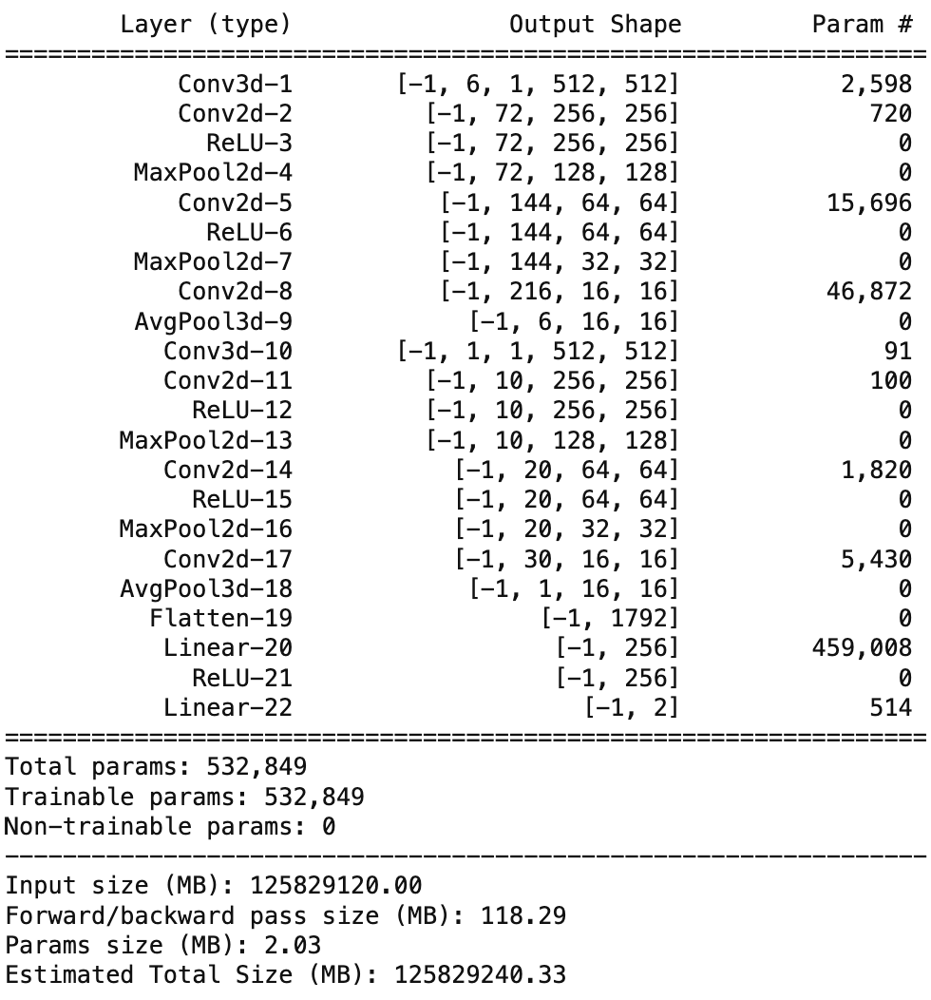 Layer (type) Output Shape Param #
================================================================
Conv3d-1 [-1, 6, 1, 512, 512] 2,598
Conv2d-2 [-1, 72, 256, 256] 720
ReLU-3 [-1, 72, 256, 256] 0
MaxPool2d-4 [-1, 72, 128, 128] 0
Conv2d-5 [-1, 144, 64, 64] 15,696
ReLU-6 [-1, 144, 64, 64] 0
MaxPool2d-7 [-1, 144, 32, 32] 0
Conv2d-8 [-1, 216, 16, 16] 46,872
AvgPool3d-9 [-1, 6, 16, 16] 0
Conv3d-10 [-1, 1, 1, 512, 512] 91
Conv2d-11 [-1, 10, 256, 256] 100
ReLU-12 [-1, 10, 256, 256] 0
MaxPool2d-13 [-1, 10, 128, 128] 0
Conv2d-14 [-1, 20, 64, 64] 1,820
ReLU-15 [-1, 20, 64, 64] 0
MaxPool2d-16 [-1, 20, 32, 32] 0
Conv2d-17 [-1, 30, 16, 16] 5,430
AvgPool3d-18 [-1, 1, 16, 16] 0
Flatten-19 [-1, 1792] 0
Linear-20 [-1, 256] 459,008
ReLU-21 [-1, 256] 0
Linear-22 [-1, 2] 514
================================================================
Total params: 532,849
Trainable params: 532,849
Non-trainable params: 0
----------------------------------------------------------------
Input size (MB): 125829120.00
Forward/backward pass size (MB): 118.29
Params size (MB): 2.03
Estimated Total Size (MB): 125829240.33